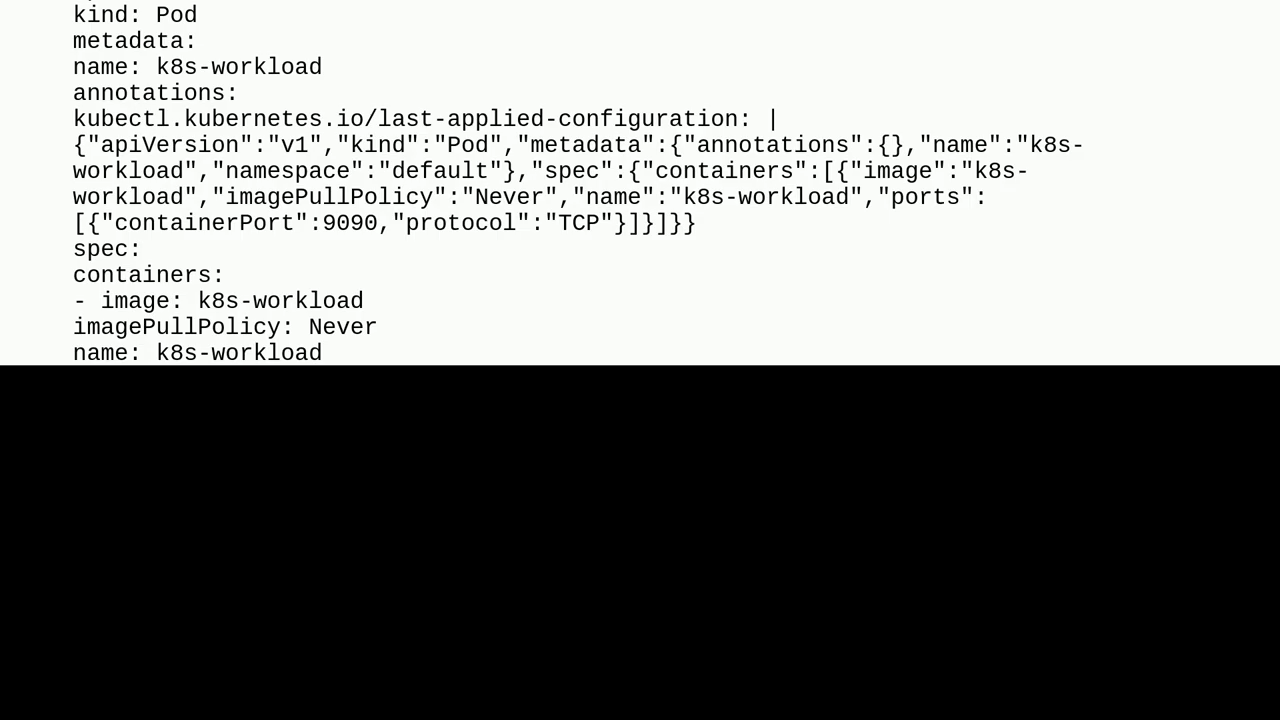 kind: Pod
metadata:
name: k8s-workload
annotations:
kubectl.kubernetes.io/last-applied-configuration: |
{"apiVersion":"v1","kind":"Pod","metadata":{"annotations":{},"name":"k8s-
workload","namespace":"default"},"spec":{"containers":[{"image":"k8s-
workload","imagePullPolicy":"Never","name":"k8s-workload","ports":
[{"containerPort":9090,"protocol":"TCP"}]}]}}
spec:
containers:
- image: k8s-workload
imagePullPolicy: Never
name: k8s-workload